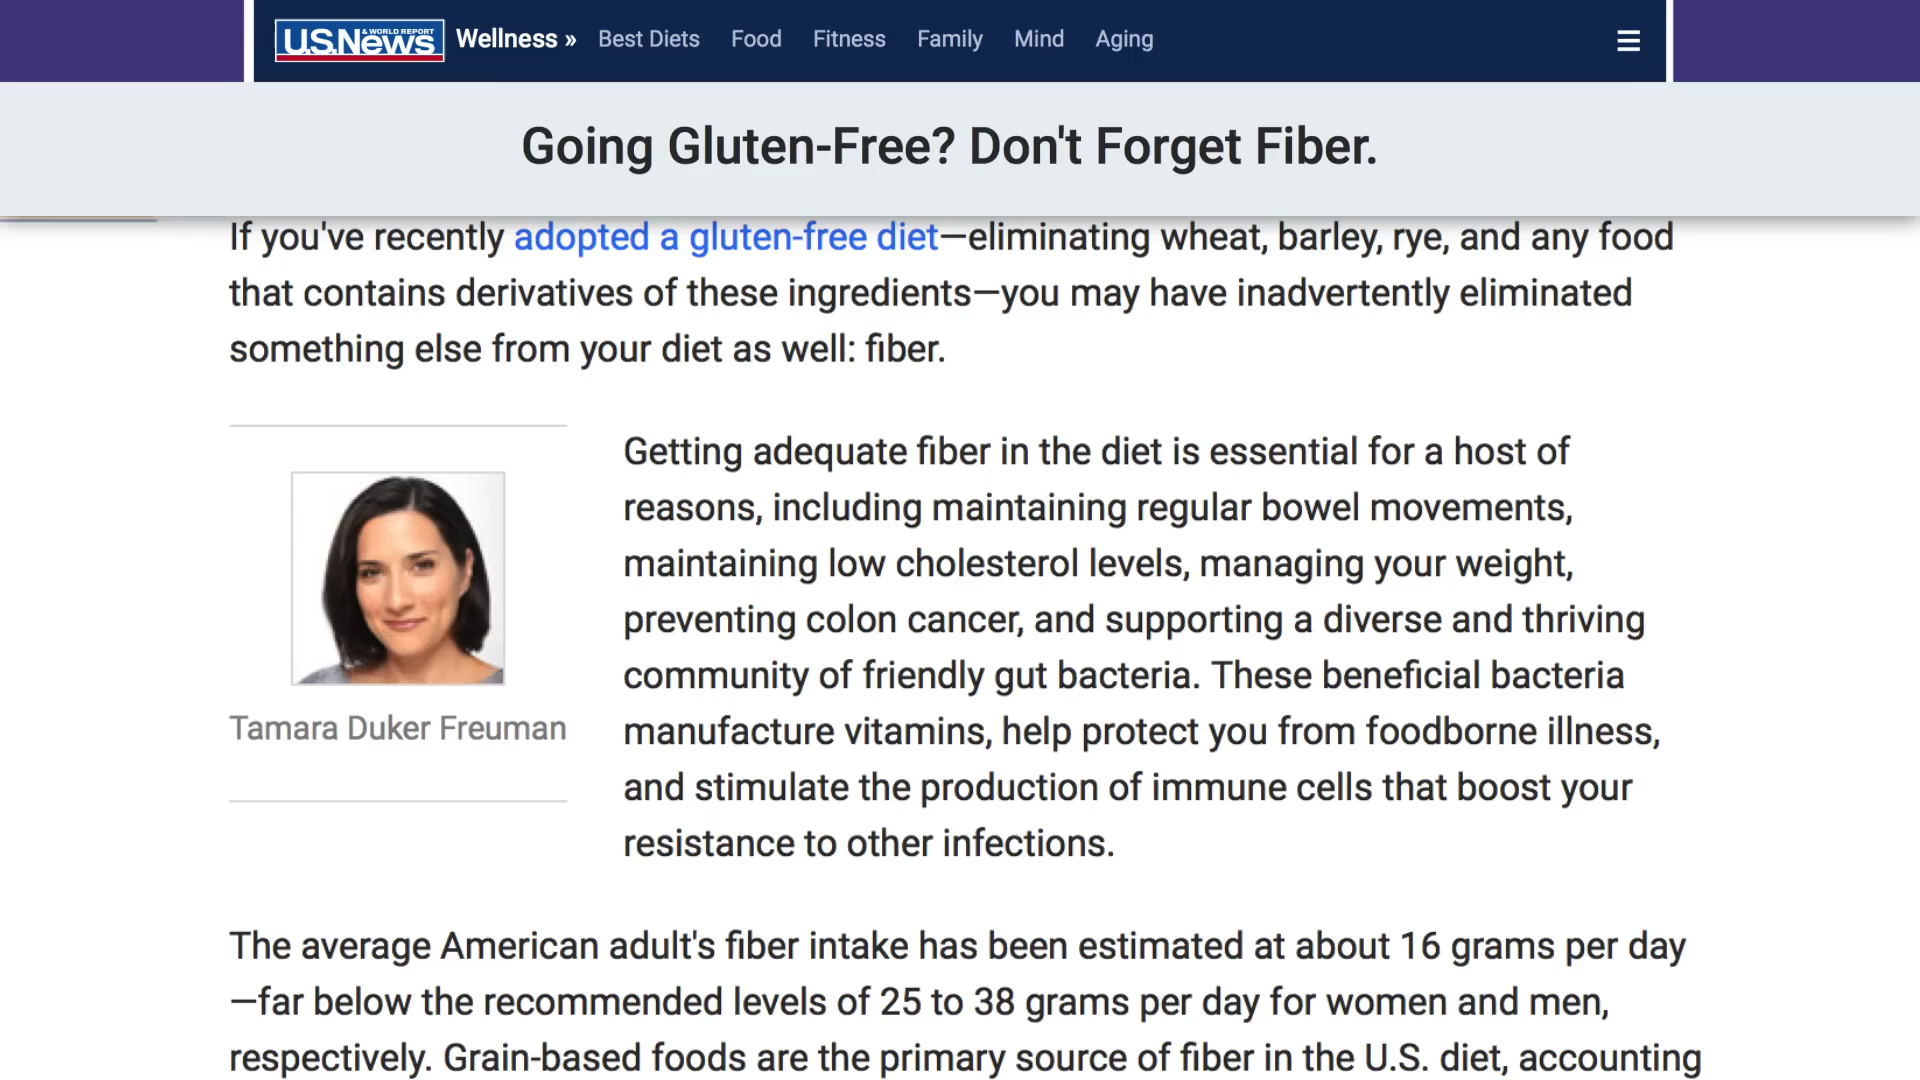 U.S.News & WORLD REPORT Wellness » Best Diets Food Fitness Family Mind Aging
Going Gluten-Free? Don't Forget Fiber.
If you've recently adopted a gluten-free diet—eliminating wheat, barley, rye, and any food
that contains derivatives of these ingredients—you may have inadvertently eliminated
something else from your diet as well: fiber.
Tamara Duker Freuman
Getting adequate fiber in the diet is essential for a host of
reasons, including maintaining regular bowel movements,
maintaining low cholesterol levels, managing your weight,
preventing colon cancer, and supporting a diverse and thriving
community of friendly gut bacteria. These beneficial bacteria
manufacture vitamins, help protect you from foodborne illness,
and stimulate the production of immune cells that boost your
resistance to other infections.
The average American adult's fiber intake has been estimated at about 16 grams per day
—far below the recommended levels of 25 to 38 grams per day for women and men,
respectively. Grain-based foods are the primary source of fiber in the U.S. diet, accounting